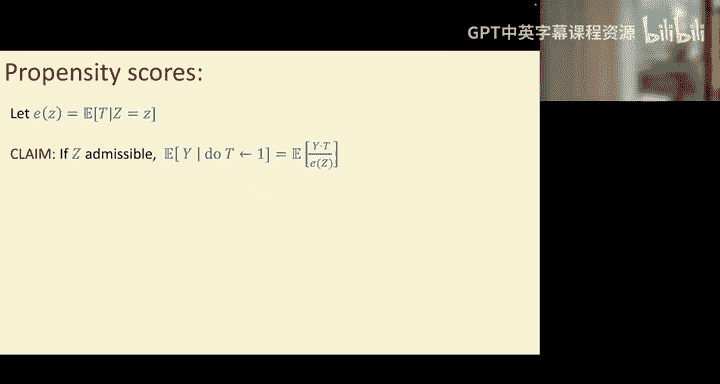 GPT中英字幕课程资源 bilibili
Propensity scores:
Let e(z) = 𝔼[T|Z = z]
CLAIM: If Z admissible, 𝔼[ Y | do T ← 1] = 𝔼[Y·T / e(Z)]